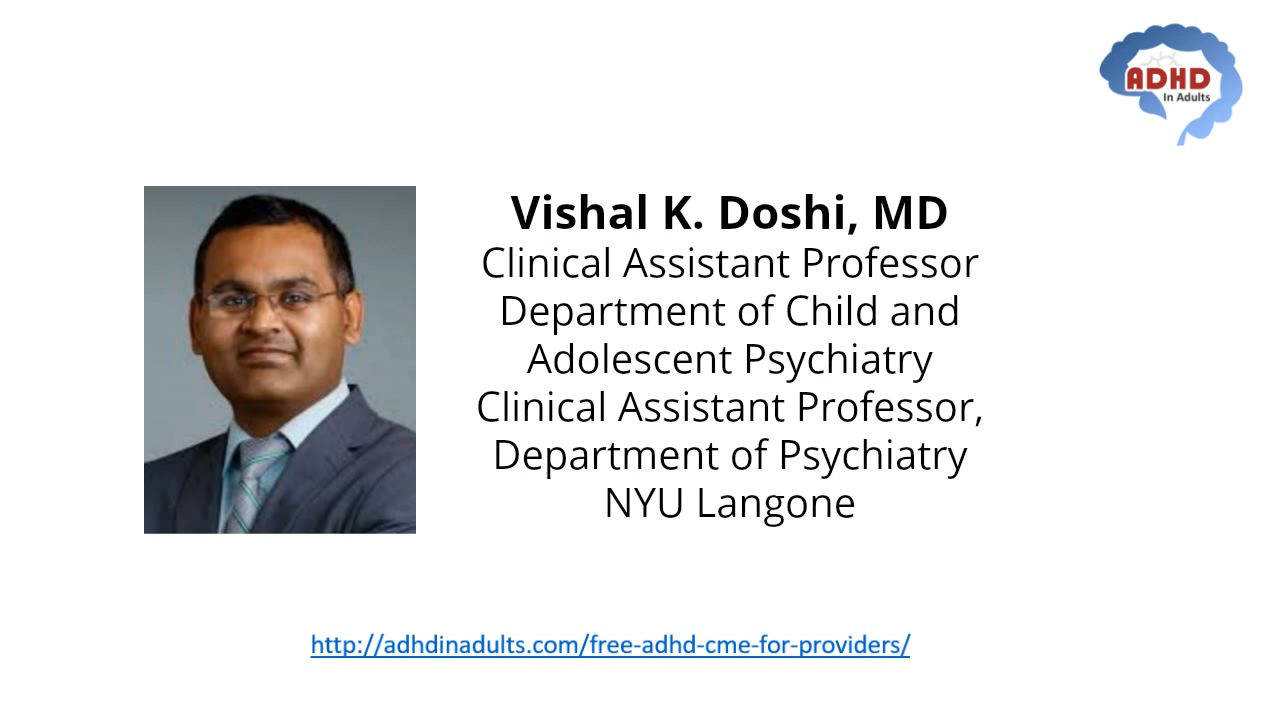 ADHD
In Adults
Vishal K. Doshi, MD
Clinical Assistant Professor
Department of Child and
Adolescent Psychiatry
Clinical Assistant Professor,
Department of Psychiatry
NYU Langone
http://adhdinadults.com/free-adhd-cme-for-providers/